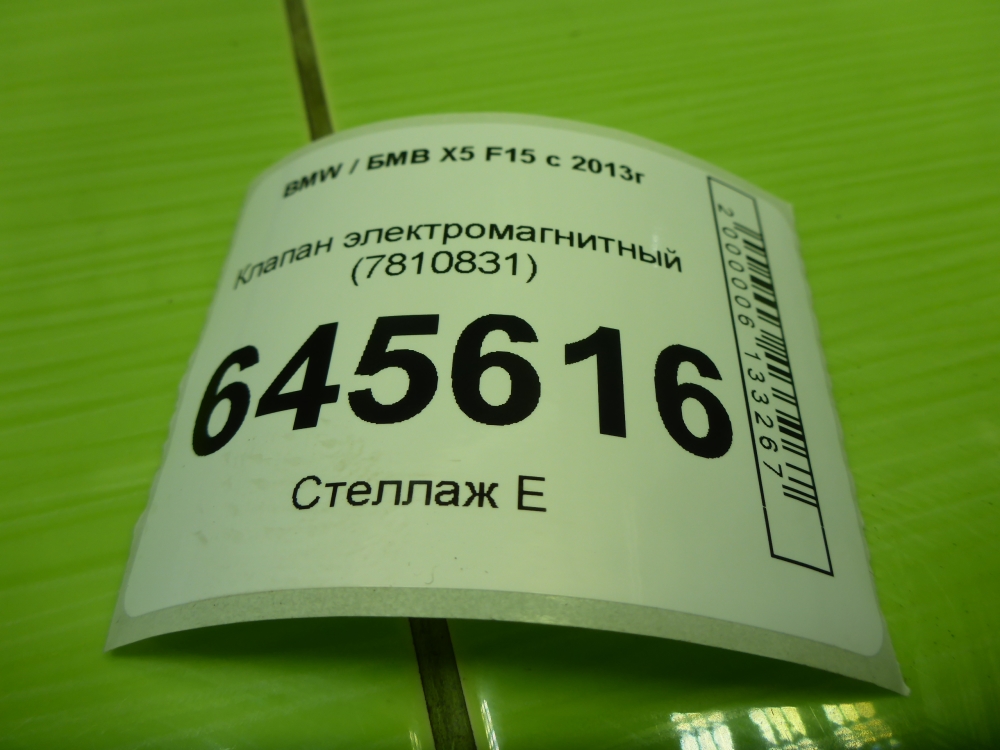 BMW / БМВ X5 F15 с 2013г
Клапан электромагнитный
(7810831)
645616
Стеллаж Е
2000006133267